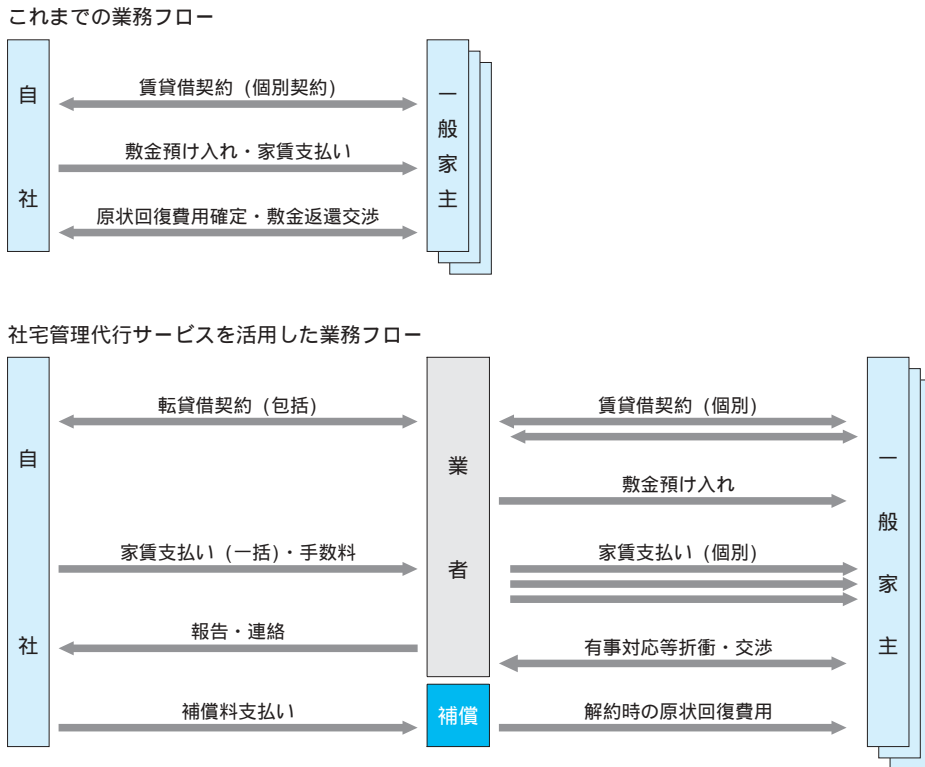 これまでの業務フロー
自社
賃貸借契約（個別契約）
一般家主
敷金預け入れ・家賃支払い
原状回復費用確定・敷金返還交渉
社宅管理代行サービスを活用した業務フロー
自社
転貸借契約（包括）
業者
賃貸借契約（個別）
一般家主
敷金預け入れ
家賃支払い（一括）・手数料
家賃支払い（個別）
報告・連絡
有事対応等折衝・交渉
補償料支払い
補償
解約時の原状回復費用